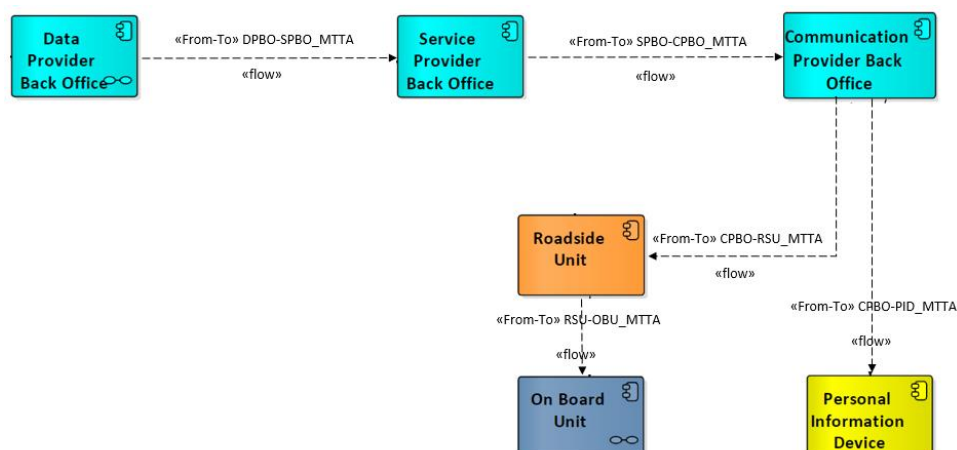 Data
Provider
Back Office
«From-To» DPBO-SPBO_MTTA
«flow»
Service
Provider
Back Office
«From-To» SPBO-CPBO_MTTA
«flow»
Communication
Provider Back
Office
Roadside
Unit
«From-To» CPBO-RSU_MTTA
«flow»
«From-To» RSU-OBU_MTTA
«flow»
«From-To» CPBO-PID_MTTA
«flow»
On Board
Unit
Personal
Information
Device